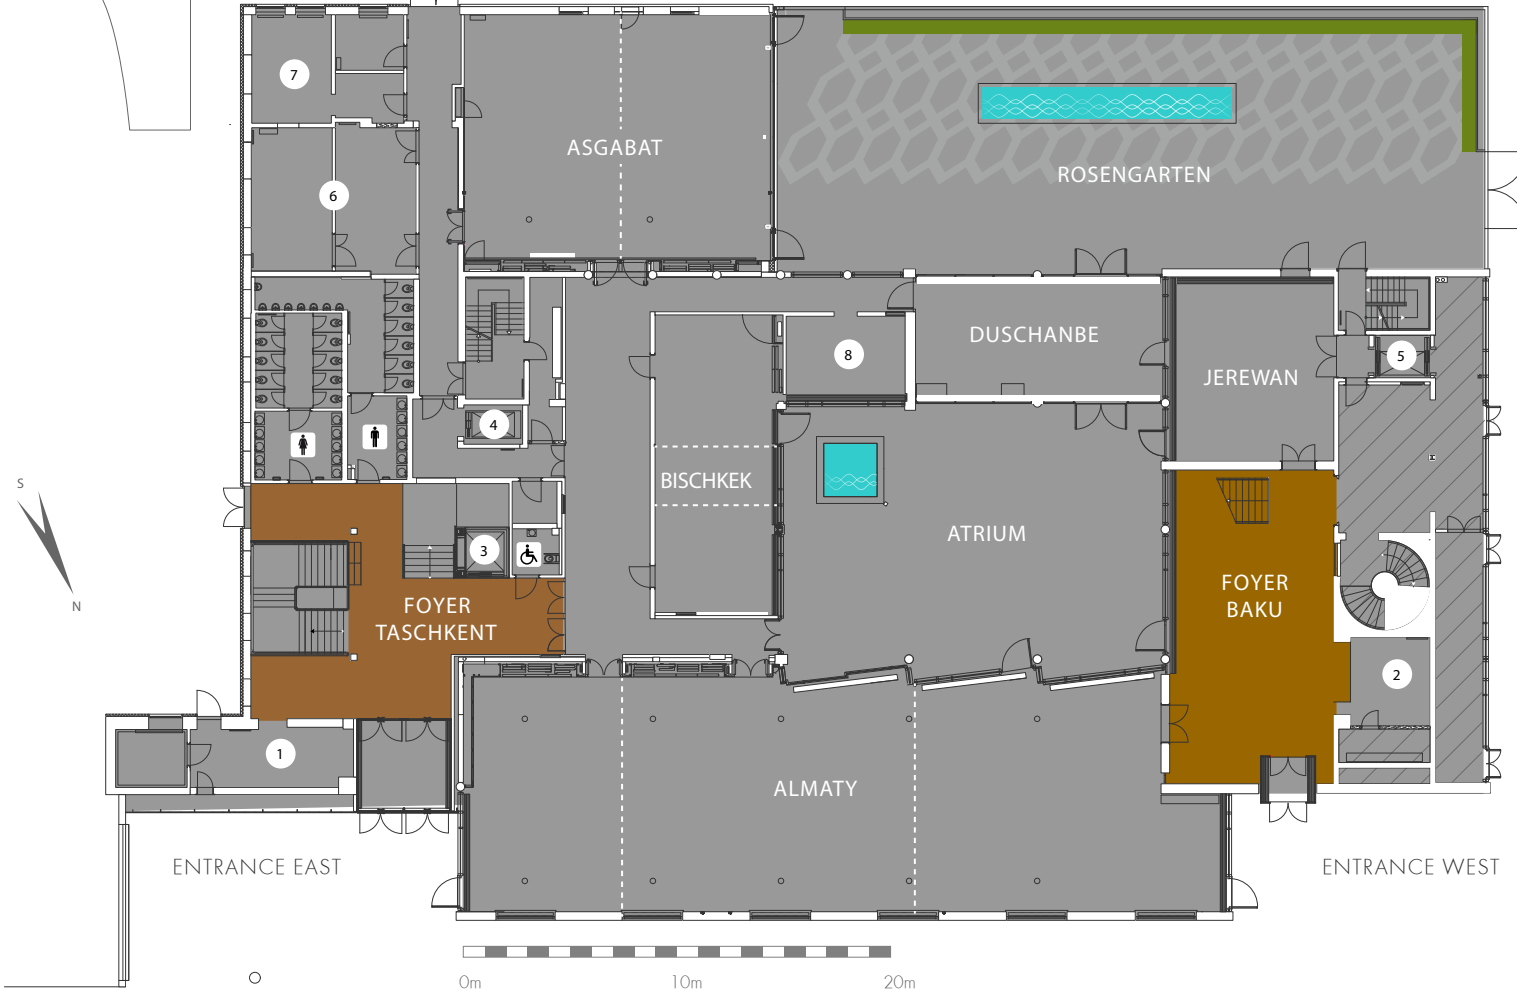 7
ASGABAT
ROSENGARTEN
6
DUSCHANBE
8
5
JEREWAN
4
BISCHKEK
S
N
ATRIUM
3
FOYER
TASCHKENT
FOYER
BAKU
2
1
ALMATY
ENTRANCE EAST
ENTRANCE WEST
0m
10m
20m